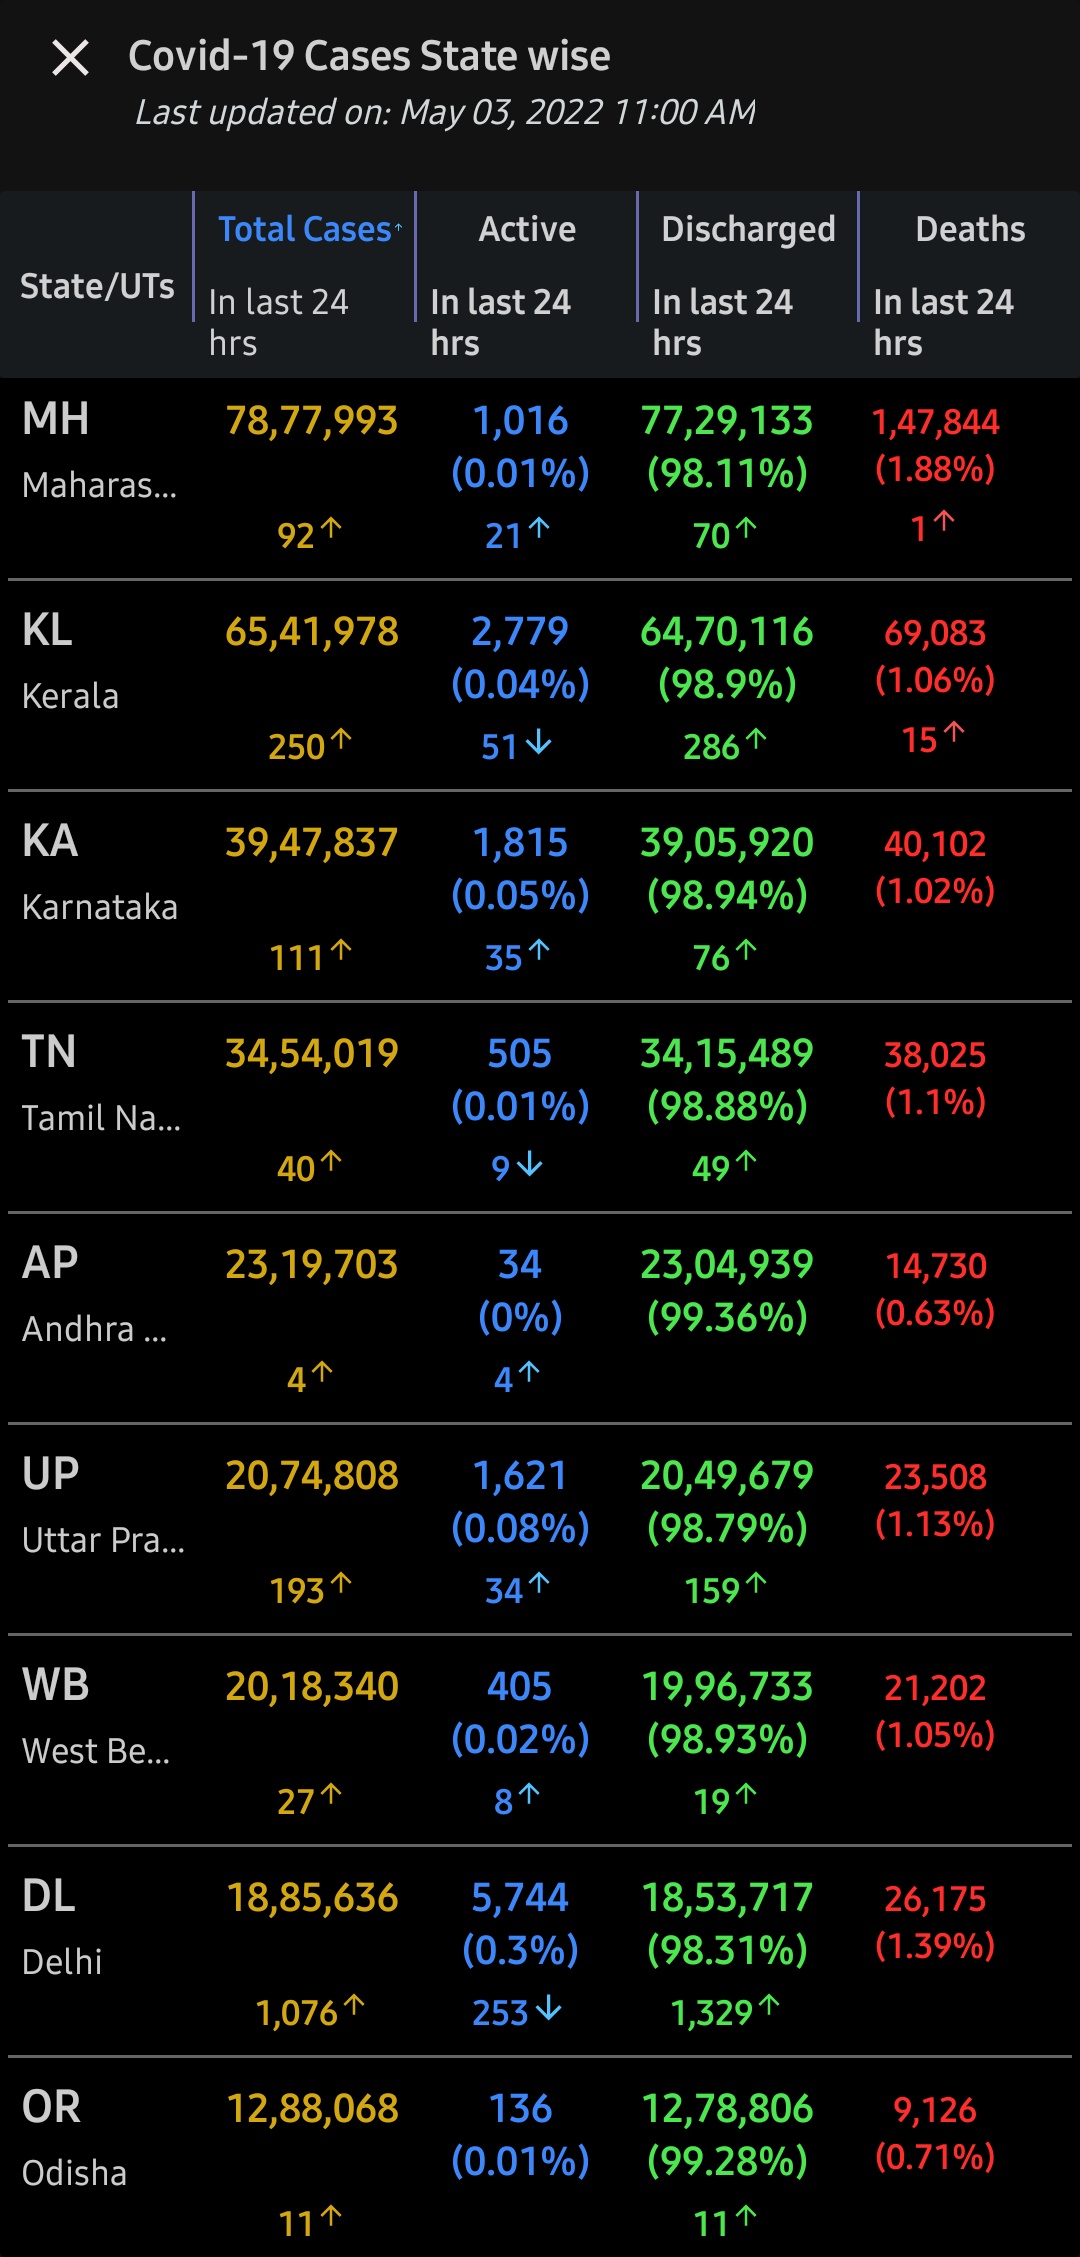 Covid-19 Cases State wise
Last updated on: May 03, 2022 11:00 AM
State/UTs
Total Cases↑ Active Discharged Deaths
In last 24 hrs In last 24 hrs In last 24 hrs In last 24 hrs
MH 78,77,993 1,016 77,29,133 1,47,844
(0.01%) (98.11%) (1.88%)
Maharas...
92↑ 21↑ 70↑ 1↑
KL 65,41,978 2,779 64,70,116 69,083
(0.04%) (98.9%) (1.06%)
Kerala
250↑ 51↓ 286↑ 15↑
KA 39,47,837 1,815 39,05,920 40,102
(0.05%) (98.94%) (1.02%)
Karnataka
111↑ 35↑ 76↑
TN 34,54,019 505 34,15,489 38,025
(0.01%) (98.88%) (1.1%)
Tamil Na...
40↑ 9↓ 49↑
AP 23,19,703 34 23,04,939 14,730
(0%) (99.36%) (0.63%)
Andhra ...
4↑ 4↑
UP 20,74,808 1,621 20,49,679 23,508
(0.08%) (98.79%) (1.13%)
Uttar Pra...
193↑ 34↑ 159↑
WB 20,18,340 405 19,96,733 21,202
(0.02%) (98.93%) (1.05%)
West Be...
27↑ 8↑ 19↑
DL 18,85,636 5,744 18,53,717 26,175
(0.3%) (98.31%) (1.39%)
Delhi
1,076↑ 253↓ 1,329↑
OR 12,88,068 136 12,78,806 9,126
(0.01%) (99.28%) (0.71%)
Odisha
11↑ 11↑